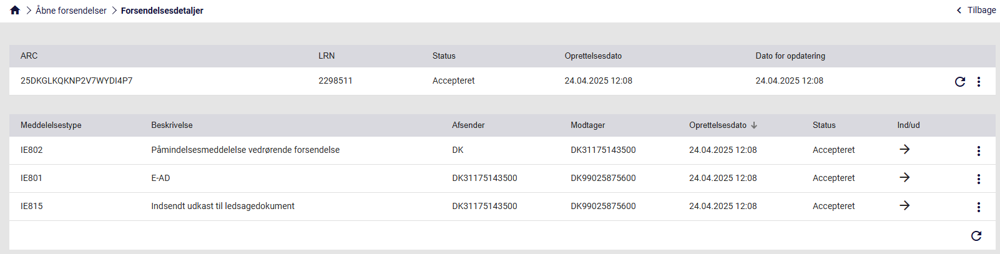 Åbne forsendelser Forsendelsesdetaljer Tilbage
ARC LRN Status Oprettelsesdato Dato for opdatering
25DKGLKQKNP2V7WYDI4P7 2298511 Accepteret 24.04.2025 12:08 24.04.2025 12:08
Meddelelsestype Beskrivelse Afsender Modtager Oprettelsesdato Status Ind/ud
IE802 Påmindelsesmeddelelse vedrørende forsendelse DK DK31175143500 24.04.2025 12:08 Accepteret
IE801 E-AD DK31175143500 DK99025875600 24.04.2025 12:08 Accepteret
IE815 Indsendt udkast til ledsagedokument DK31175143500 DK99025875600 24.04.2025 12:08 Accepteret